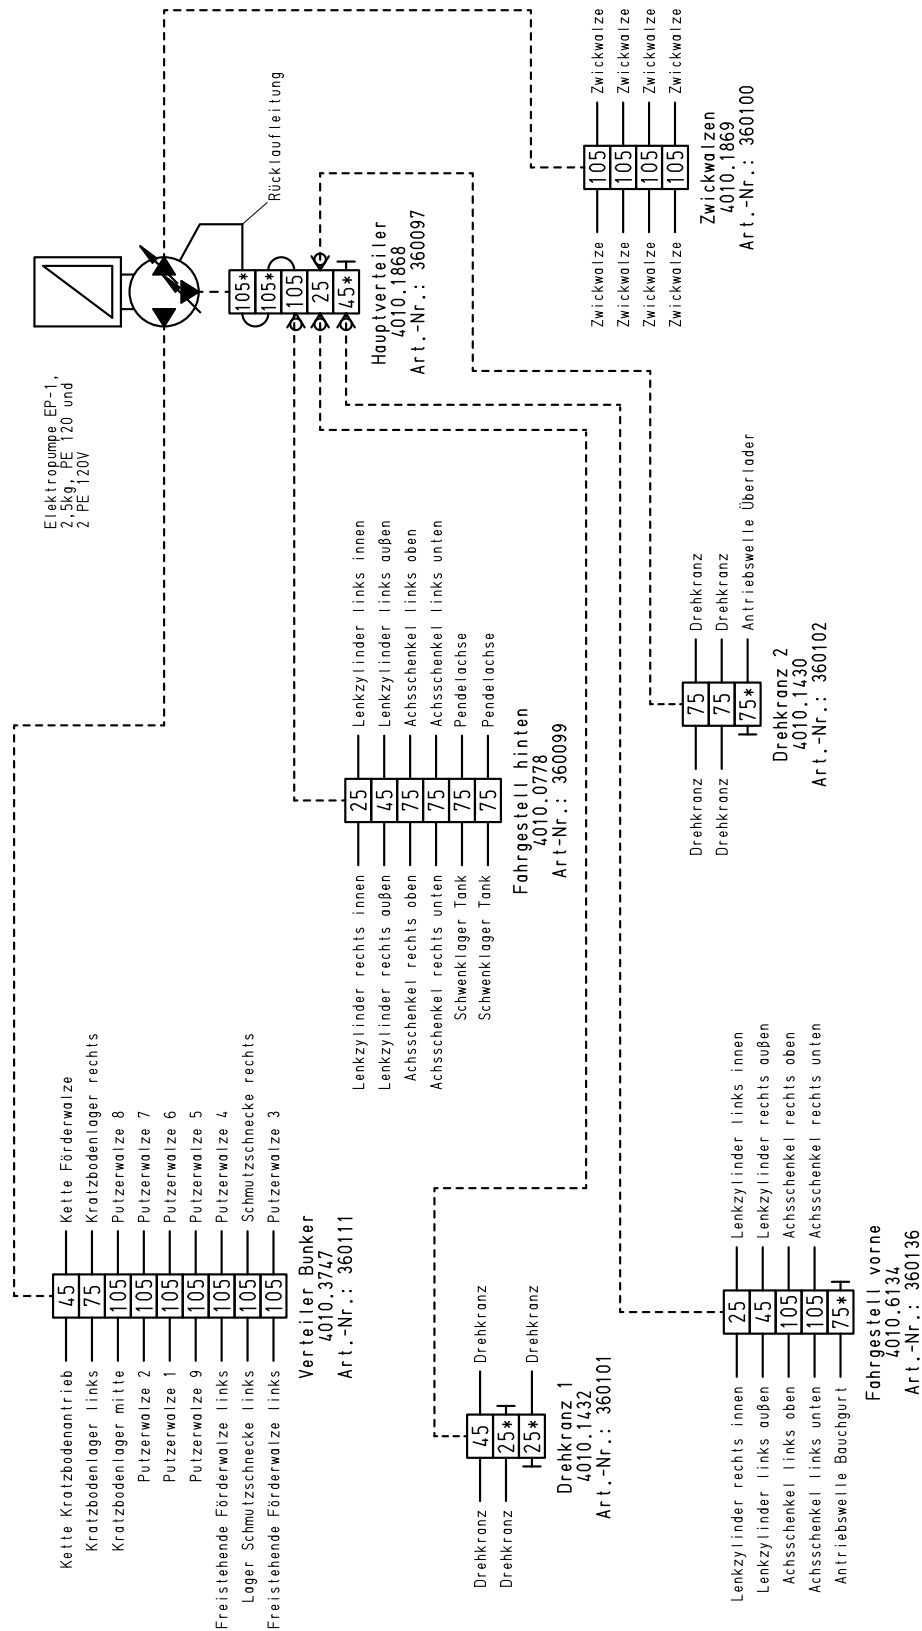 Elektropumpe EP-1,
2,5kg, PE 120 und
2 PE 120V
Rücklaufleitung
105*
105*
105
25
45*
Hauptverteiler
4010.1868
Art.-Nr.: 360097
Kette Kratzbodenantrieb 45 Kette Förderwalze
Kratzbodenlager links 75 Kratzbodenlager rechts
Kratzbodenlager mitte 105 Putzerwalze 8
Putzerwalze 2 105 Putzerwalze 7
Putzerwalze 1 105 Putzerwalze 6
Putzerwalze 9 105 Putzerwalze 5
Freistehende Förderwalze links 105 Putzerwalze 4
Lager Schmutzschnecke links 105 Schmutzschnecke rechts
Freistehende Förderwalze links 105 Putzerwalze 3
Verteiler Bunker
4010.3747
Art.-Nr.: 360111
Lenkzylinder rechts innen 25 Lenkzylinder links innen
Lenkzylinder rechts außen 45 Lenkzylinder links außen
Achsschenkel rechts oben 75 Achsschenkel links oben
Achsschenkel rechts unten 75 Achsschenkel links unten
Schwenklager Tank 75 Pendelachse
Schwenklager Tank 75 Pendelachse
Fahrgestell hinten
4010.0778
Art-Nr.: 360099
Zwickwalze 105 Zwickwalze
Zwickwalze 105 Zwickwalze
Zwickwalze 105 Zwickwalze
Zwickwalze 105 Zwickwalze
Zwickwalzen
4010.1869
Art.-Nr.: 360100
Drehkranz 45 Drehkranz
Drehkranz 25*
25* Drehkranz
Drehkranz 1
4010.1432
Art.-Nr.: 360101
Drehkranz 75 Drehkranz
Drehkranz 75 Drehkranz
75* Antriebswelle Überlader
Drehkranz 2
4010.1430
Art.-Nr.: 360102
Lenkzylinder rechts innen 25 Lenkzylinder links innen
Lenkzylinder links außen 45 Lenkzylinder rechts außen
Achsschenkel links oben 105 Achsschenkel rechts oben
Achsschenkel links unten 105 Achsschenkel rechts unten
Antriebswelle Bauchgurt 75*
Fahrgestell vorne
4010.6134
Art.-Nr.: 360136